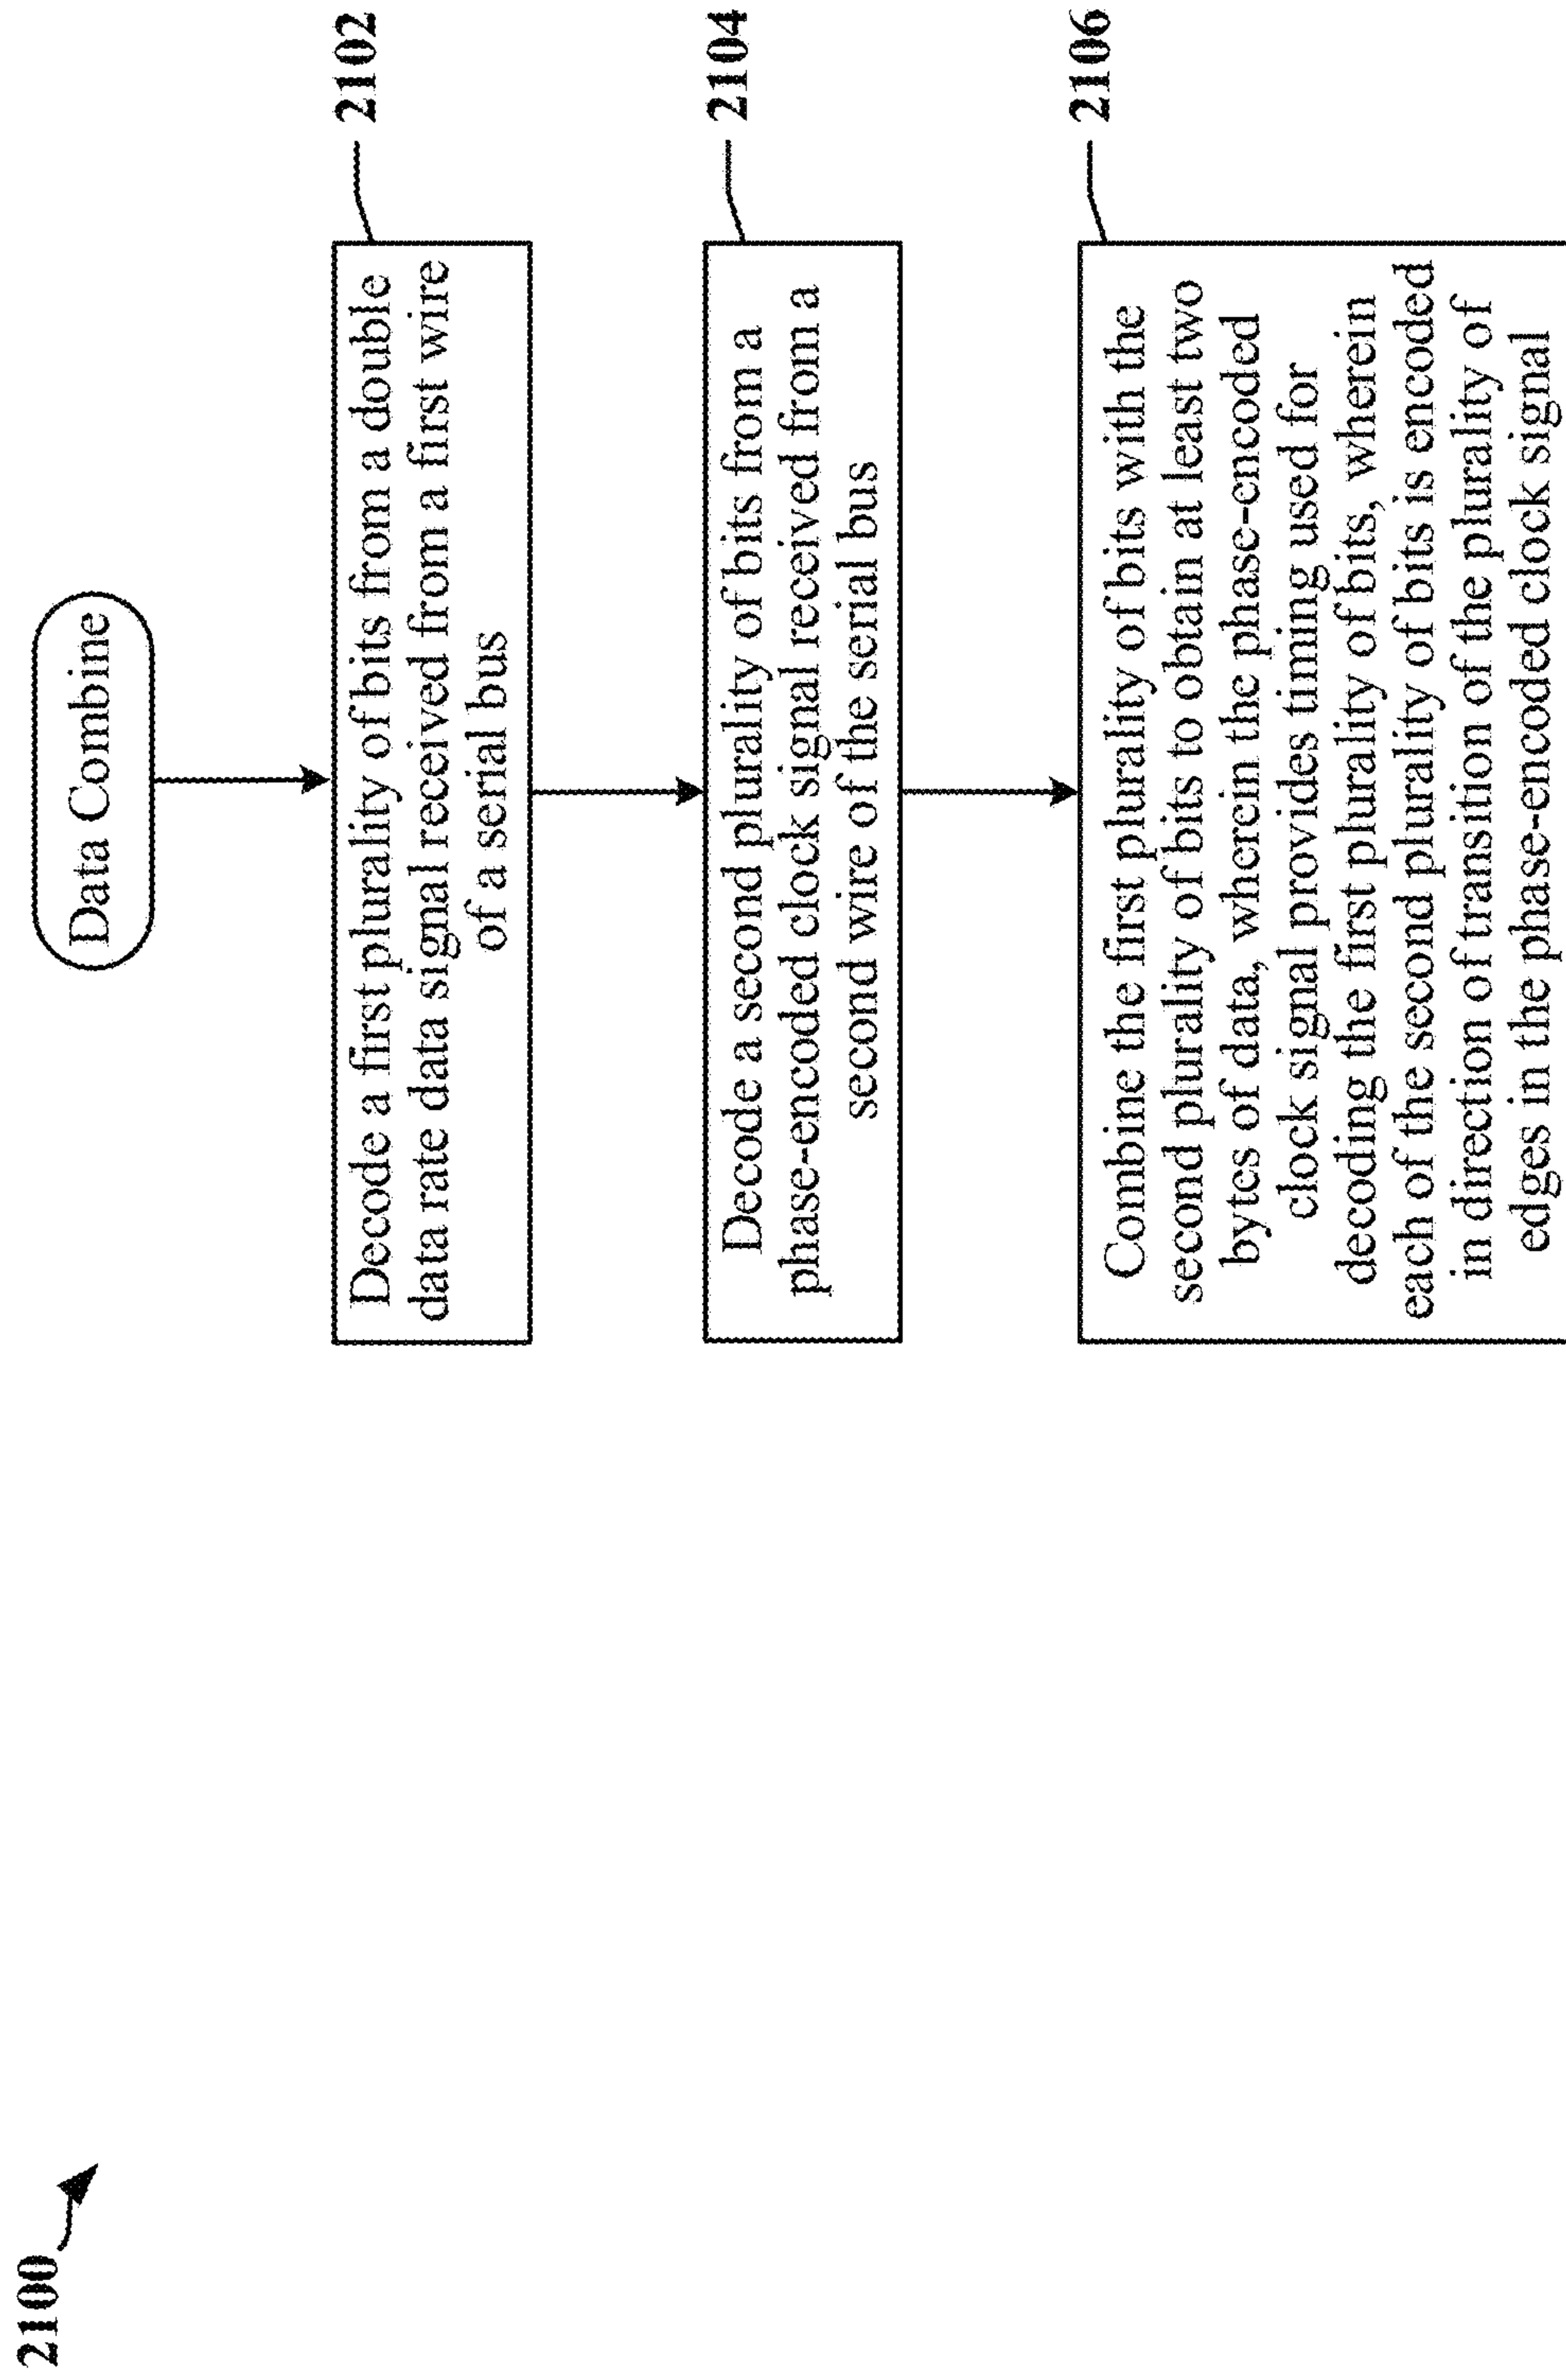 2100
Data Combine
2102
Decode a first plurality of bits from a double
data rate data signal received from a first wire
of a serial bus
2104
Decode a second plurality of bits from a
phase-encoded clock signal received from a
second wire of the serial bus
2106
Combine the first plurality of bits with the
second plurality of bits to obtain at least two
bytes of data, wherein the phase-encoded
clock signal provides timing used for
decoding the first plurality of bits, wherein
each of the second plurality of bits is encoded
in direction of transition of the plurality of
edges in the phase-encoded clock signal